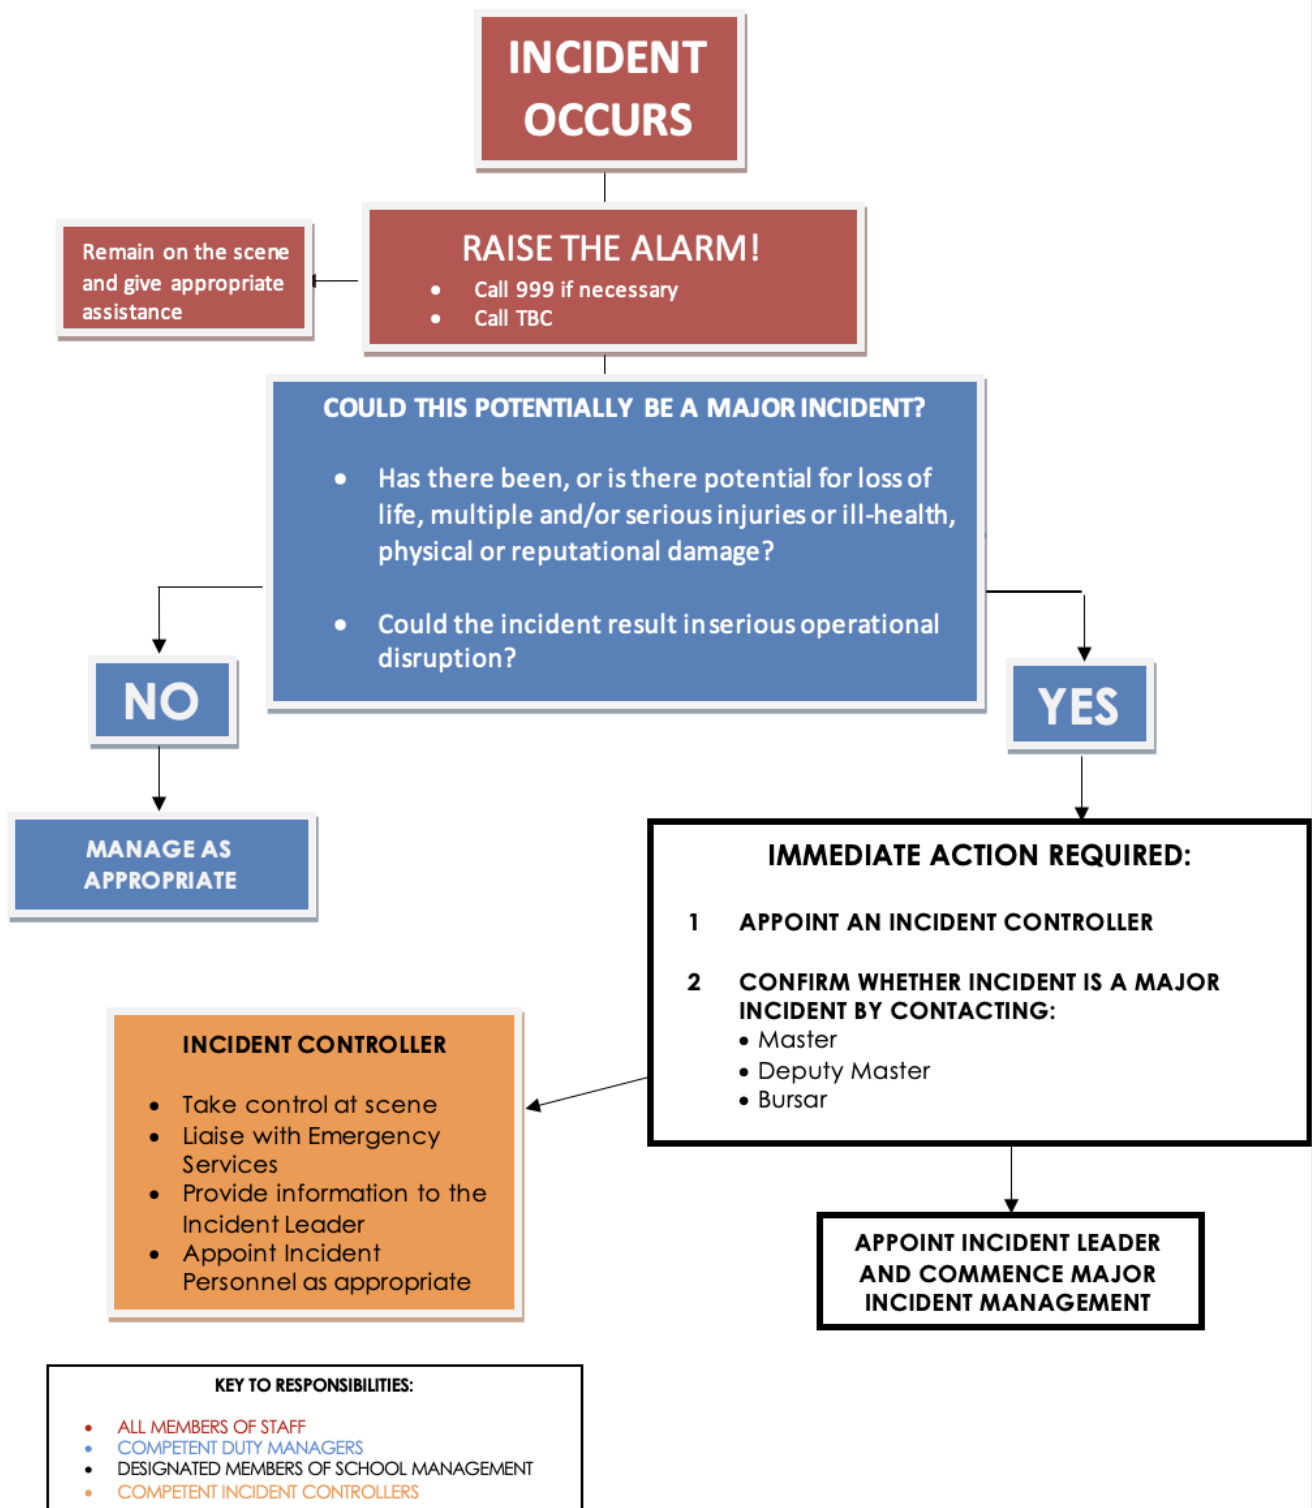 INCIDENT
OCCURS
RAISE THE ALARM!
• Call 999 if necessary
• Call TBC
Remain on the scene
and give appropriate
assistance
COULD THIS POTENTIALLY BE A MAJOR INCIDENT?
• Has there been, or is there potential for loss of
life, multiple and/or serious injuries or ill-health,
physical or reputational damage?
• Could the incident result in serious operational
disruption?
NO
YES
MANAGE AS
APPROPRIATE
IMMEDIATE ACTION REQUIRED:
1 APPOINT AN INCIDENT CONTROLLER
2 CONFIRM WHETHER INCIDENT IS A MAJOR
INCIDENT BY CONTACTING:
• Master
• Deputy Master
• Bursar
INCIDENT CONTROLLER
• Take control at scene
• Liaise with Emergency
Services
• Provide information to the
Incident Leader
• Appoint Incident
Personnel as appropriate
APPOINT INCIDENT LEADER
AND COMMENCE MAJOR
INCIDENT MANAGEMENT
KEY TO RESPONSIBILITIES:
• ALL MEMBERS OF STAFF
• COMPETENT DUTY MANAGERS
• DESIGNATED MEMBERS OF SCHOOL MANAGEMENT
• COMPETENT INCIDENT CONTROLLERS